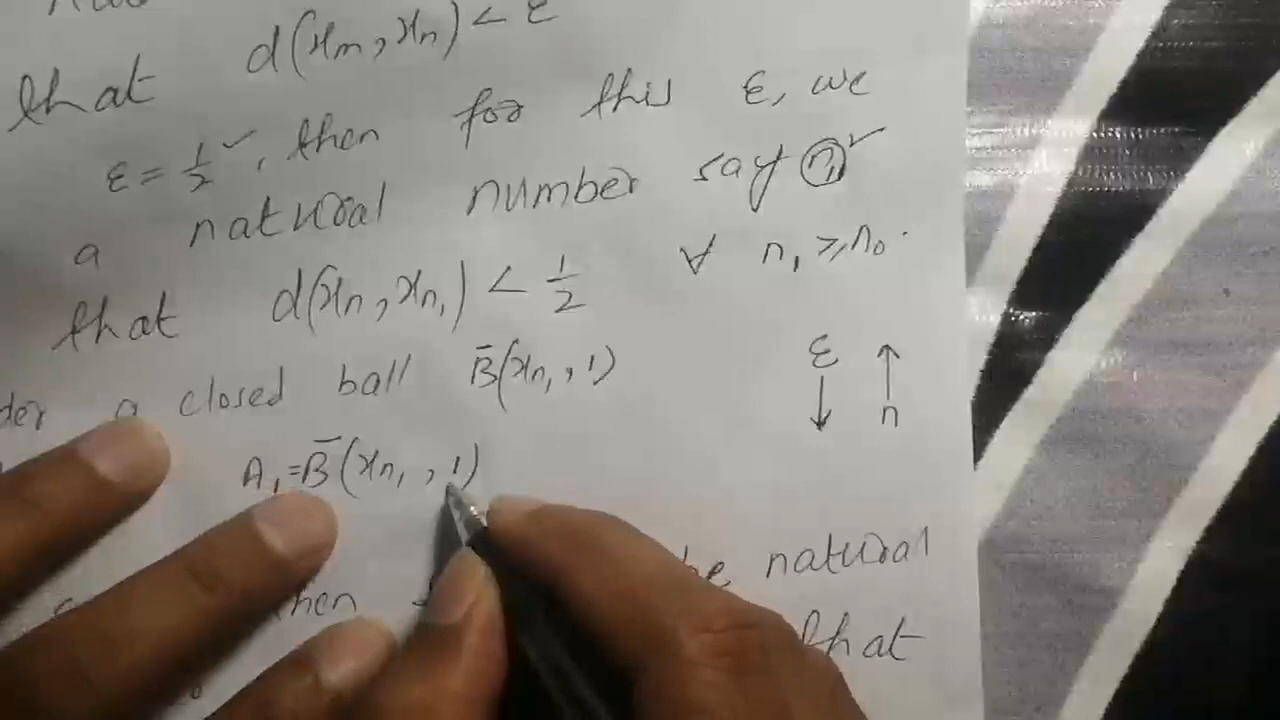 that d(xm, xn) < ε
ε = 1/2, then for this ε, we
a natural number say n₁
that d(xn, xn₁) < 1/2 ∀ n₁ ≥ n₀.
a closed ball B̄(xn₁, 1)
ε ↓ n ↑
A₁ = B̄(xn₁, 1)
natural
that